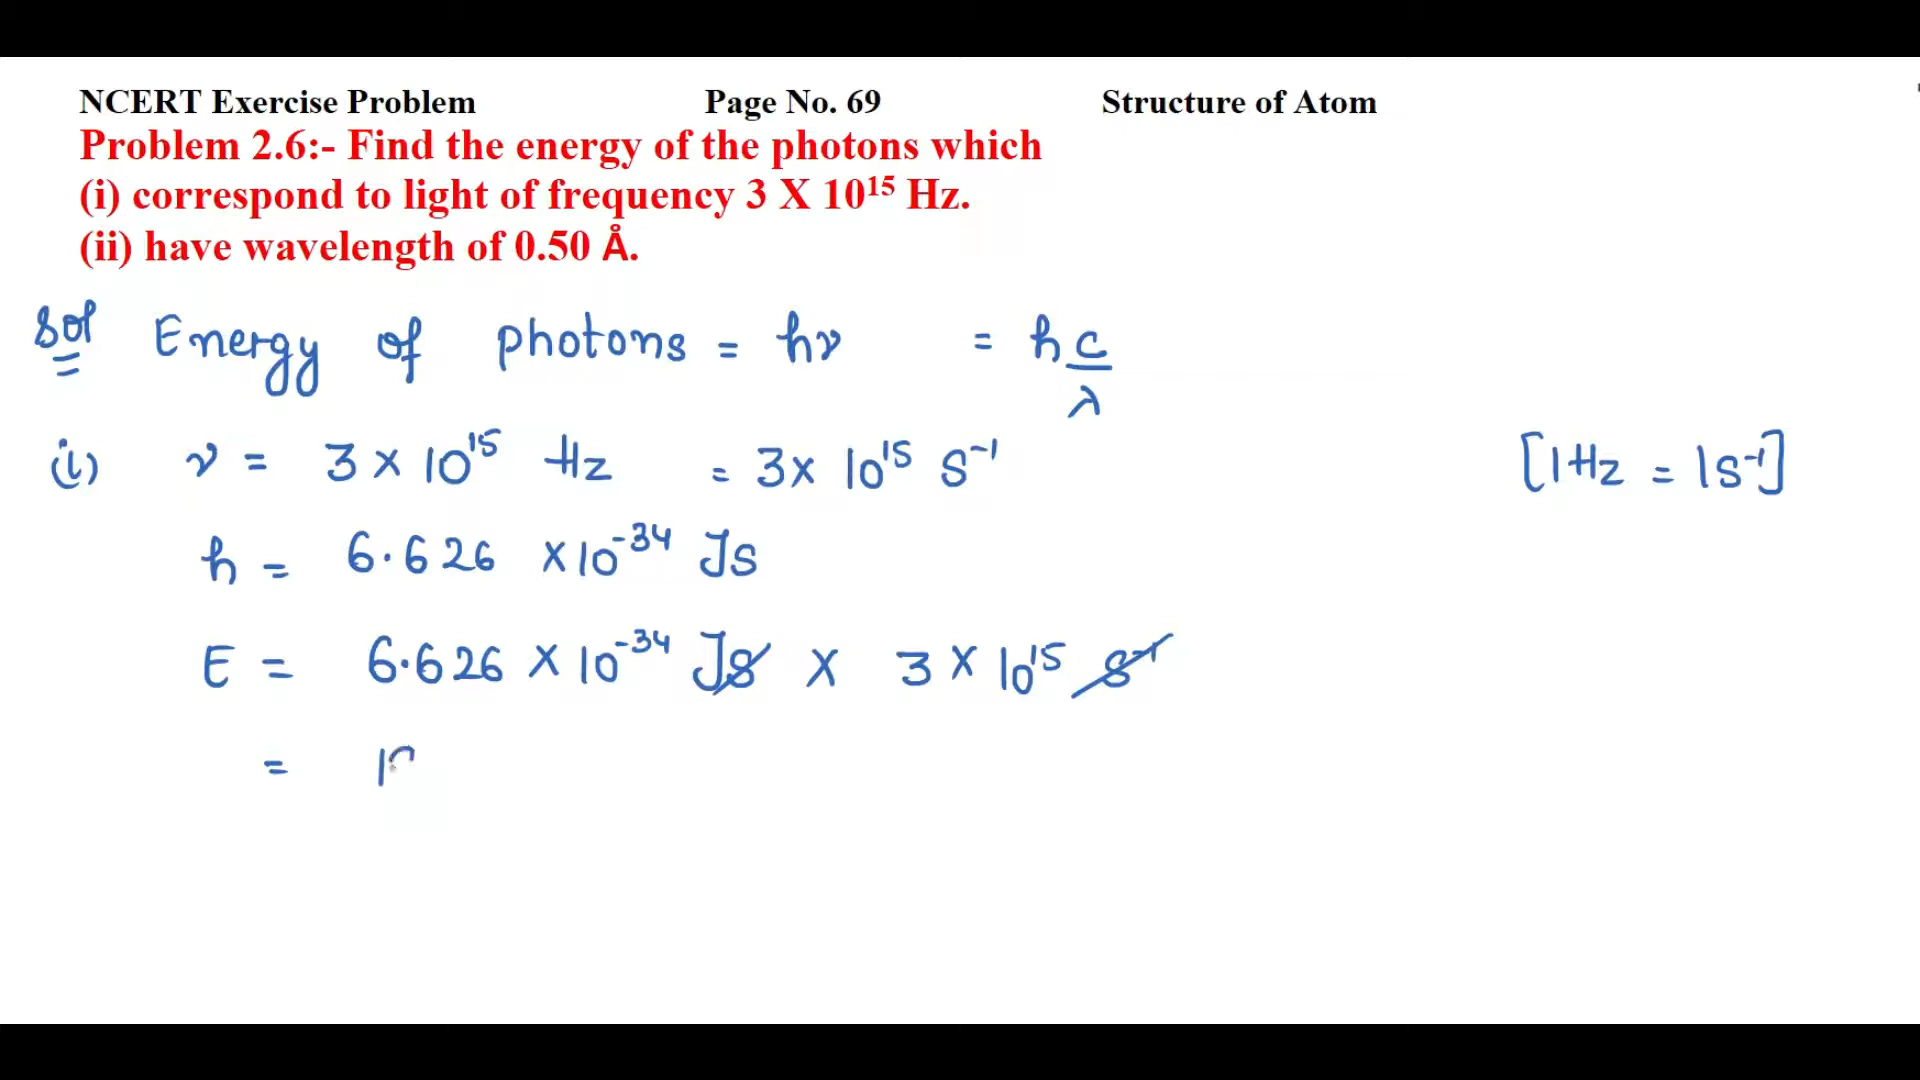 NCERT Exercise Problem Page No. 69 Structure of Atom
Problem 2.6:- Find the energy of the photons which
(i) correspond to light of frequency 3 X 10¹⁵ Hz.
(ii) have wavelength of 0.50 Å.
Sol Energy of photons = hν = h c/λ
(i) ν = 3 × 10¹⁵ Hz = 3 × 10¹⁵ S⁻¹ [1Hz = 1S⁻¹]
h = 6.626 × 10⁻³⁴ JS
E = 6.626 × 10⁻³⁴ JS × 3 × 10¹⁵ S⁻¹
= 1